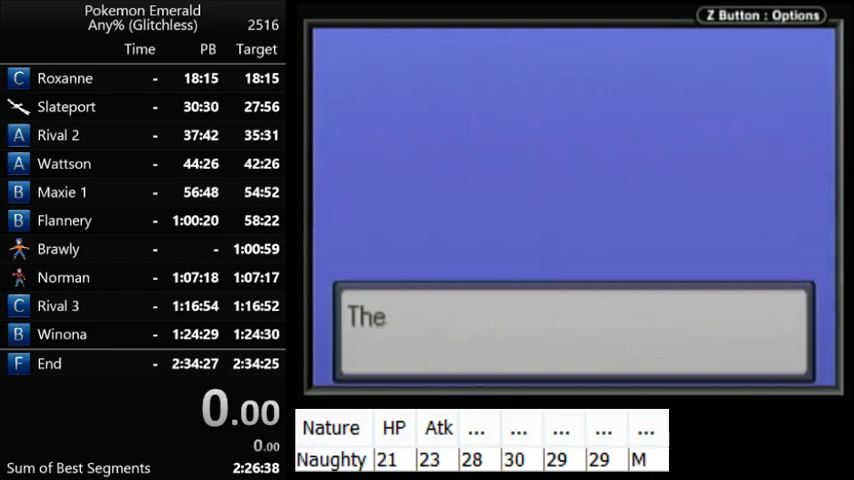 Pokemon Emerald
Any% (Glitchless) 2516
Time PB Target
C Roxanne - 18:15 18:15
Slateport - 30:30 27:56
A Rival 2 - 37:42 35:31
A Wattson - 44:26 42:26
B Maxie 1 - 56:48 54:52
B Flannery - 1:00:20 58:22
Brawly - - 1:00:59
Norman - 1:07:18 1:07:17
C Rival 3 - 1:16:54 1:16:52
B Winona - 1:24:29 1:24:30
F End - 2:34:27 2:34:25
0.00
0.00
Sum of Best Segments 2:26:38
Z Button : Options
The
Nature HP Atk ... ... ... ... ...
Naughty 21 23 28 30 29 29 M